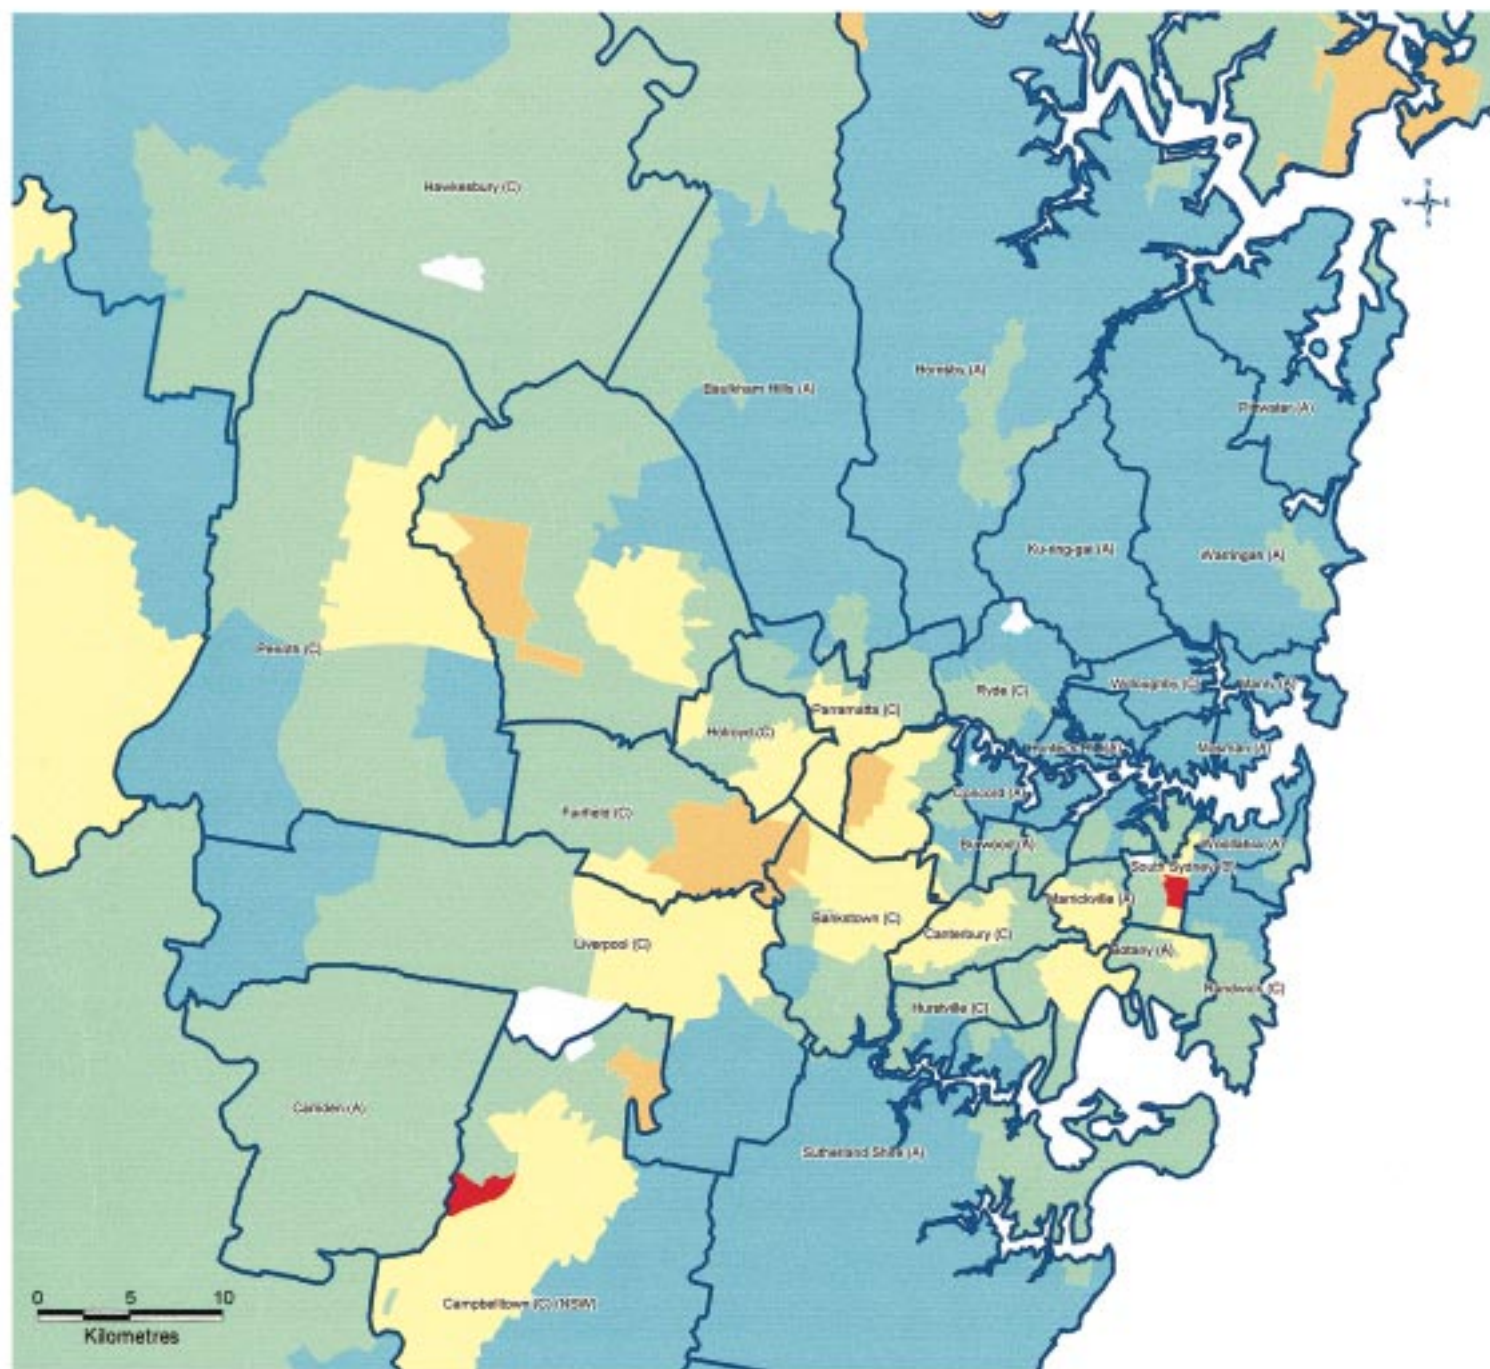 Hawkesbury (C)
N
W E
S
Baulkham Hills (A)
Hornsby (A)
Pittwater (A)
Ku-ring-gai (A)
Warringah (A)
Penrith (C)
Willoughby (C)
Manly (A)
Ryde (C)
Parramatta (C)
Holroyd (C)
Hunter's Hill (A)
Mosman (A)
Concord (A)
Fairfield (C)
Burwood (A)
Woollahra (A)
South Sydney (C)
Marrickville (A)
Bankstown (C)
Canterbury (C)
Liverpool (C)
Botany (A)
Randwick (C)
Hurstville (C)
Camden (A)
Sutherland Shire (A)
0 5 10
Kilometres
Campbelltown (C) (NSW)